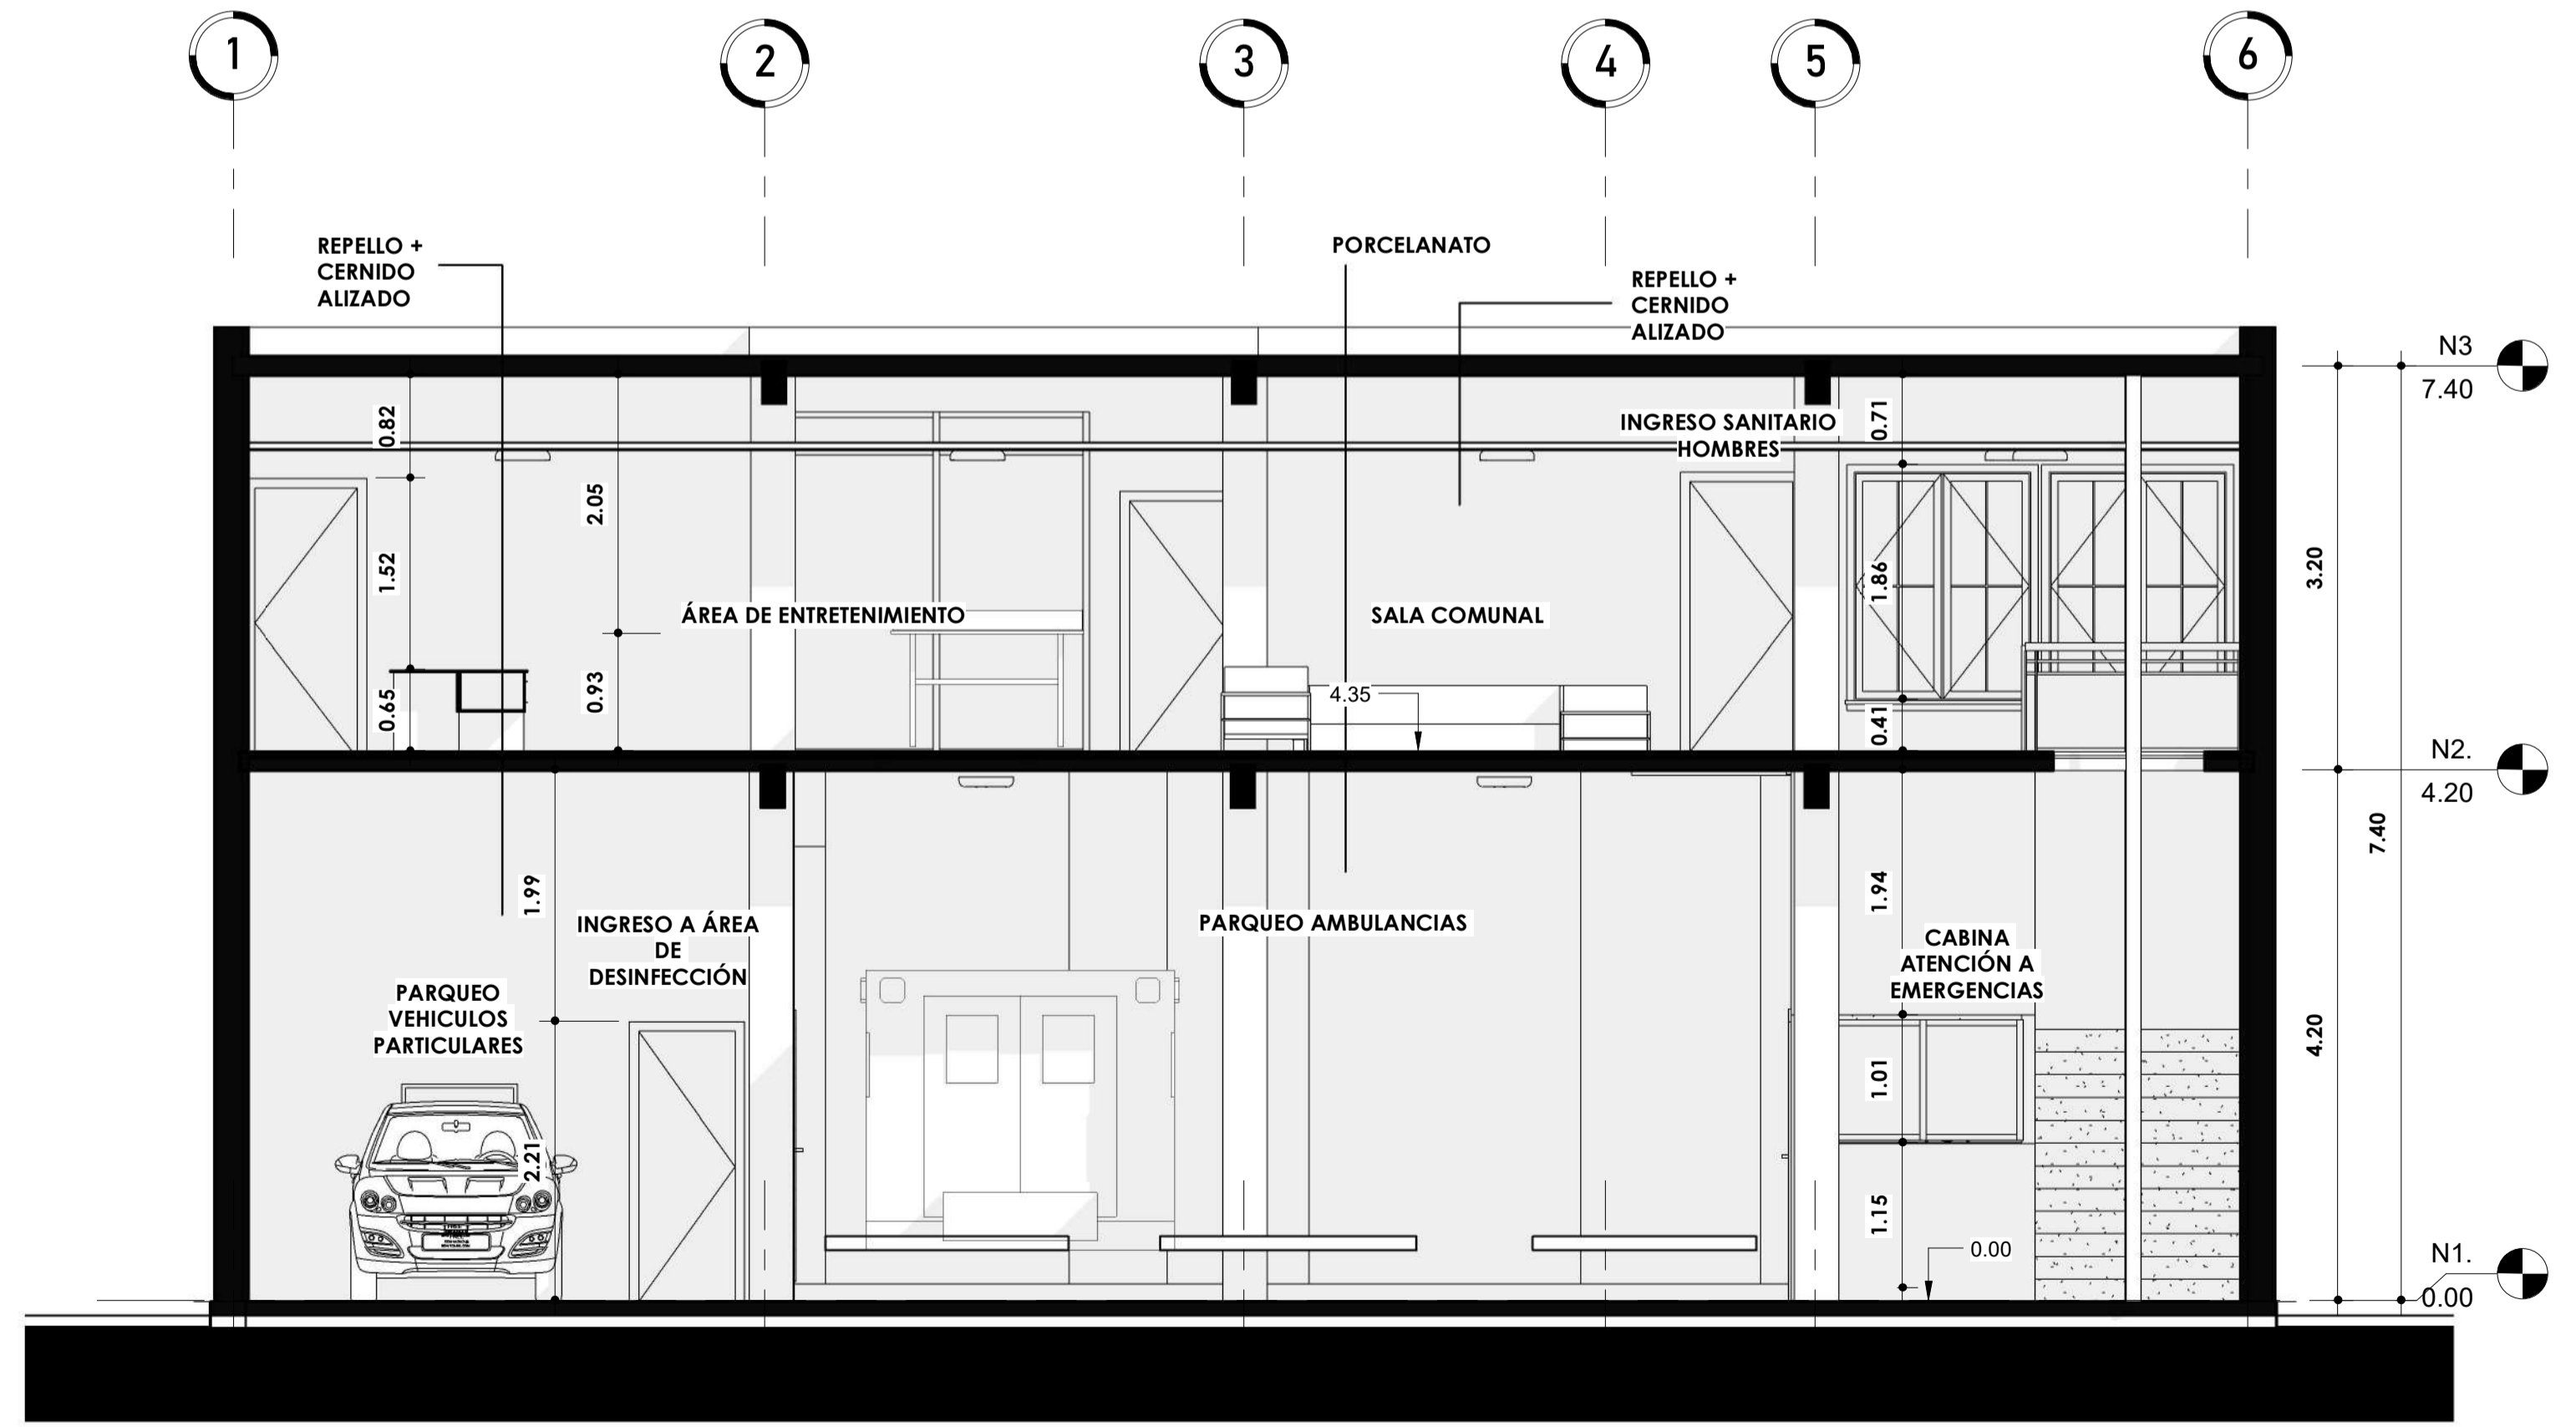 1
2
3
4
5
6
REPELLO +
CERNIDO
ALIZADO
PORCELANATO
REPELLO +
CERNIDO
ALIZADO
N3
7.40
0.82
INGRESO SANITARIO
HOMBRES
0.71
2.05
1.52
1.86
3.20
ÁREA DE ENTRETENIMIENTO
SALA COMUNAL
0.65
0.93
4.35
0.41
N2.
4.20
7.40
1.99
1.94
INGRESO A ÁREA
DE
DESINFECCIÓN
PARQUEO AMBULANCIAS
CABINA
ATENCIÓN A
EMERGENCIAS
PARQUEO
VEHICULOS
PARTICULARES
4.20
1.01
2.21
1.15
0.00
N1.
0.00